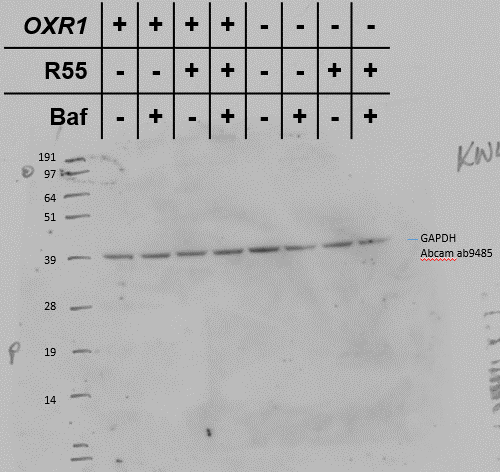 OXR1 + + + + - - - -
R55 - - + + - - + +
Baf - + - + - + - +
191
97
64
51
39
28
19
14
GAPDH
Abcam ab9485
P